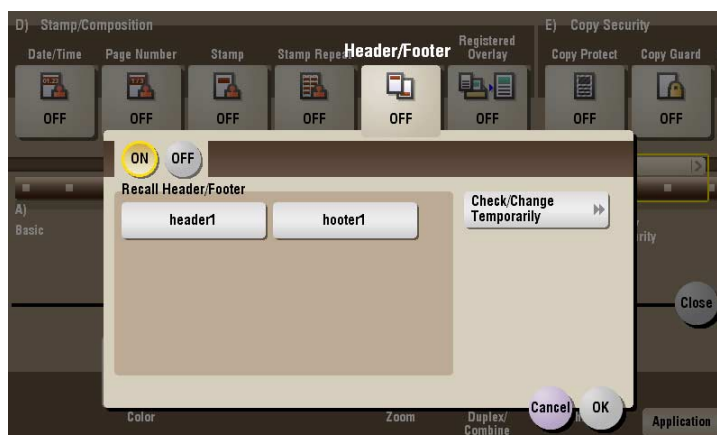 D) Stamp/Composition
E) Copy Security
Date/Time
Page Number
Stamp
Stamp Repeat
Header/Footer
Registered
Overlay
Copy Protect
Copy Guard
OFF
OFF
OFF
OFF
OFF
OFF
OFF
OFF
ON
OFF
Recall Header/Footer
header1
hooter1
Check/Change
Temporarily
A)
Basic
rity
Close
Cancel
OK
Color
Zoom
Duplex/
Combine
Application